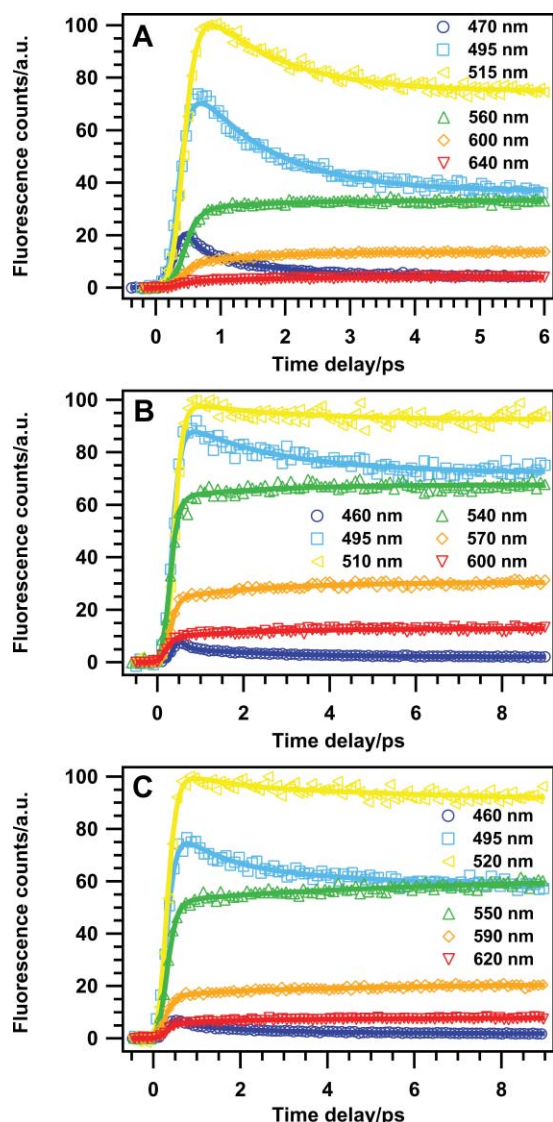 A
470 nm
495 nm
515 nm
560 nm
600 nm
640 nm
100
80
60
40
20
0
Fluorescence counts/a.u.
0 1 2 3 4 5 6
Time delay/ps
B
460 nm 540 nm
495 nm 570 nm
510 nm 600 nm
100
80
60
40
20
0
Fluorescence counts/a.u.
0 2 4 6 8
Time delay/ps
C
460 nm
495 nm
520 nm
550 nm
590 nm
620 nm
100
80
60
40
20
0
Fluorescence counts/a.u.
0 2 4 6 8
Time delay/ps